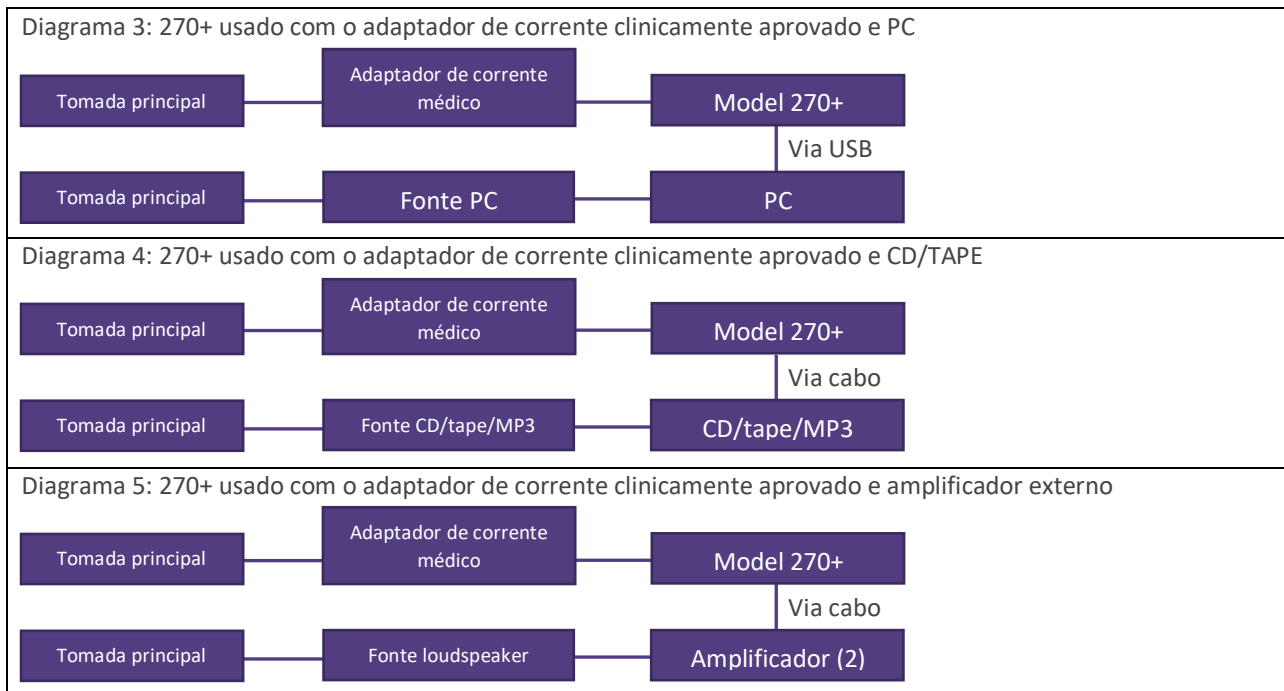 Diagrama 3: 270+ usado com o adaptador de corrente clinicamente aprovado e PC
Tomada principal
Adaptador de corrente
médico
Model 270+
Via USB
Tomada principal
Fonte PC
PC
Diagrama 4: 270+ usado com o adaptador de corrente clinicamente aprovado e CD/TAPE
Tomada principal
Adaptador de corrente
médico
Model 270+
Via cabo
Tomada principal
Fonte CD/tape/MP3
CD/tape/MP3
Diagrama 5: 270+ usado com o adaptador de corrente clinicamente aprovado e amplificador externo
Tomada principal
Adaptador de corrente
médico
Model 270+
Via cabo
Tomada principal
Fonte loudspeaker
Amplificador (2)